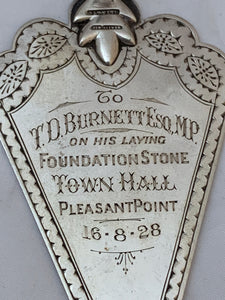 To
T.D. BURNETT ESQ. M.P.
ON HIS LAYING
FOUNDATION STONE
TOWN HALL
PLEASANT POINT
16·8·28